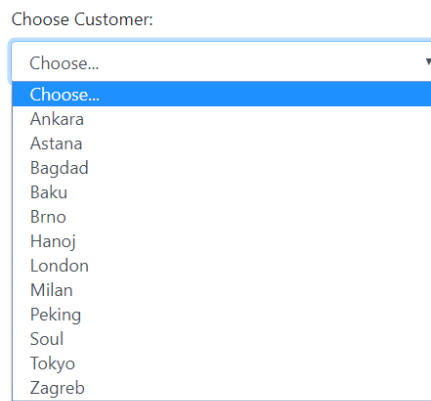 Choose Customer:
Choose...
Choose...
Ankara
Astana
Bagdad
Baku
Brno
Hanoj
London
Milan
Peking
Soul
Tokyo
Zagreb